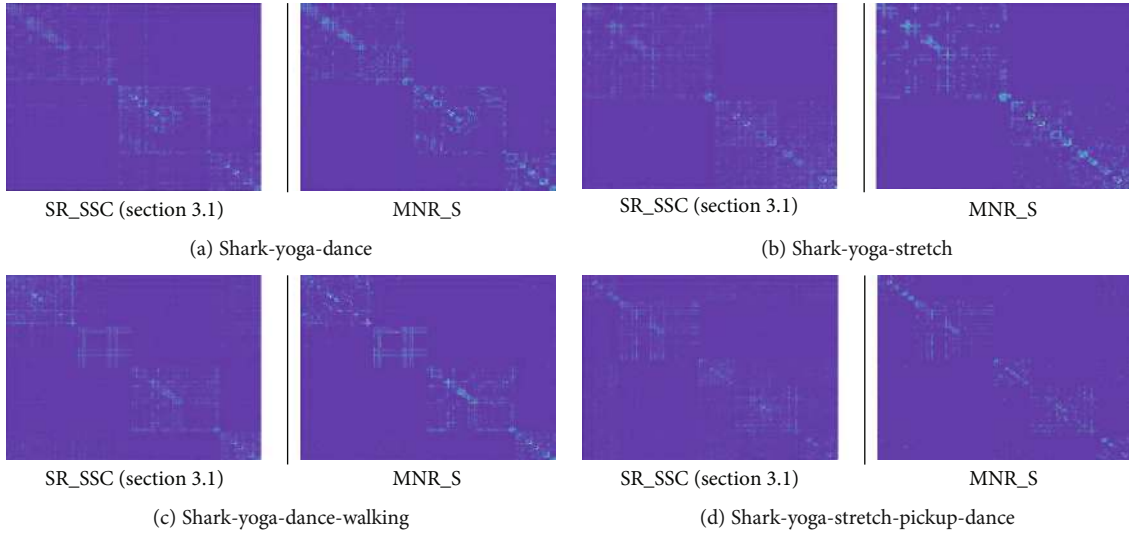 SR_SSC (section 3.1) MNR_S SR_SSC (section 3.1) MNR_S
(a) Shark-yoga-dance (b) Shark-yoga-stretch
SR_SSC (section 3.1) MNR_S SR_SSC (section 3.1) MNR_S
(c) Shark-yoga-dance-walking (d) Shark-yoga-stretch-pickup-dance